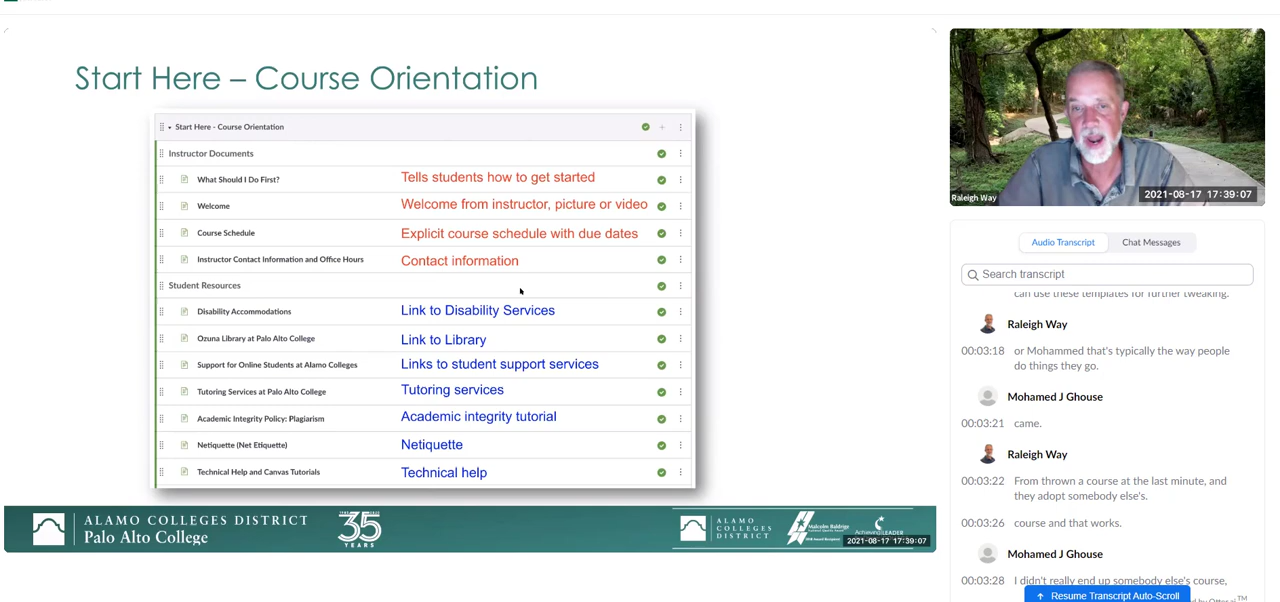 Start Here – Course Orientation
Start Here - Course Orientation
Instructor Documents
What Should I Do First? Tells students how to get started
Welcome Welcome from instructor, picture or video
Course Schedule Explicit course schedule with due dates
Instructor Contact Information and Office Hours Contact information
Student Resources
Disability Accommodations Link to Disability Services
Ozuna Library at Palo Alto College Link to Library
Support for Online Students at Alamo Colleges Links to student support services
Tutoring Services at Palo Alto College Tutoring services
Academic Integrity Policy: Plagiarism Academic integrity tutorial
Netiquette (Net Etiquette) Netiquette
Technical Help and Canvas Tutorials Technical help
ALAMO COLLEGES DISTRICT
Palo Alto College
35
YEARS
ALAMO
COLLEGES
DISTRICT
Malcolm Baldrige
2021-08-17 17:39:07
Raleigh Way
2021-08-17 17:39:07
Audio Transcript Chat Messages
Search transcript
can use these templates for further tweaking.
Raleigh Way
00:03:18 or Mohammed that's typically the way people
do things they go.
Mohamed J Ghouse
00:03:21 came.
Raleigh Way
00:03:22 From thrown a course at the last minute, and
they adopt somebody else's.
00:03:26 course and that works.
Mohamed J Ghouse
00:03:28 I didn't really end up somebody else's course,
Resume Transcript Auto-Scroll